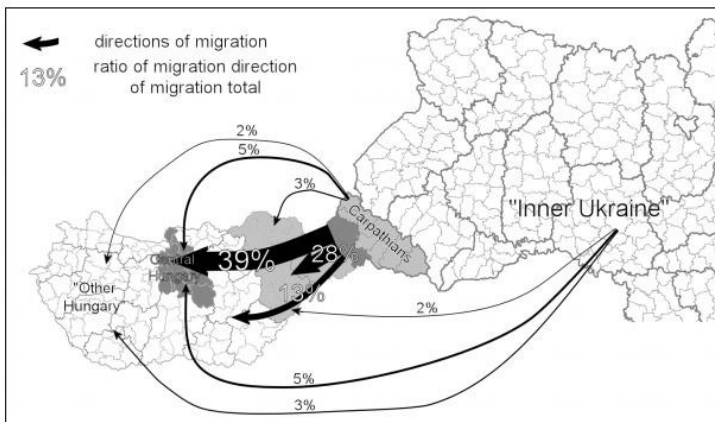 directions of migration
13%
ratio of migration direction
of migration total
2%
5%
3%
Carpathians
"Inner Ukraine"
39%
28%
Central
Hungary
13%
"Other
Hungary"
2%
5%
3%